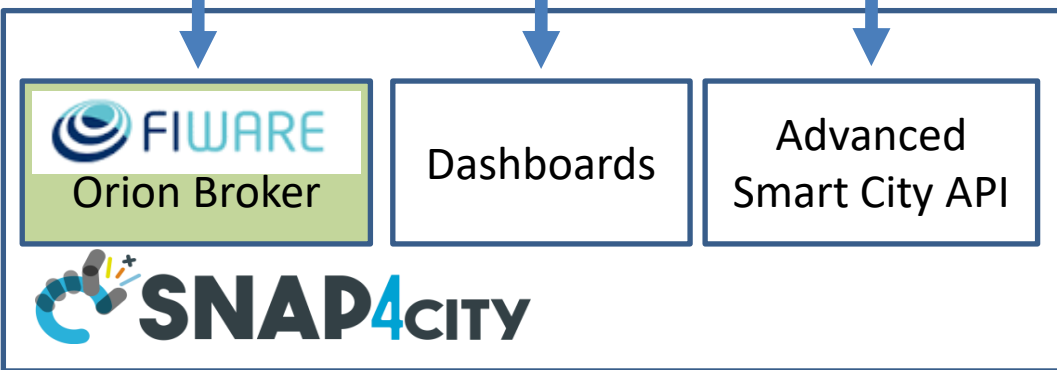 FIWARE
Orion Broker
Dashboards
Advanced
Smart City API
SNAP4CITY